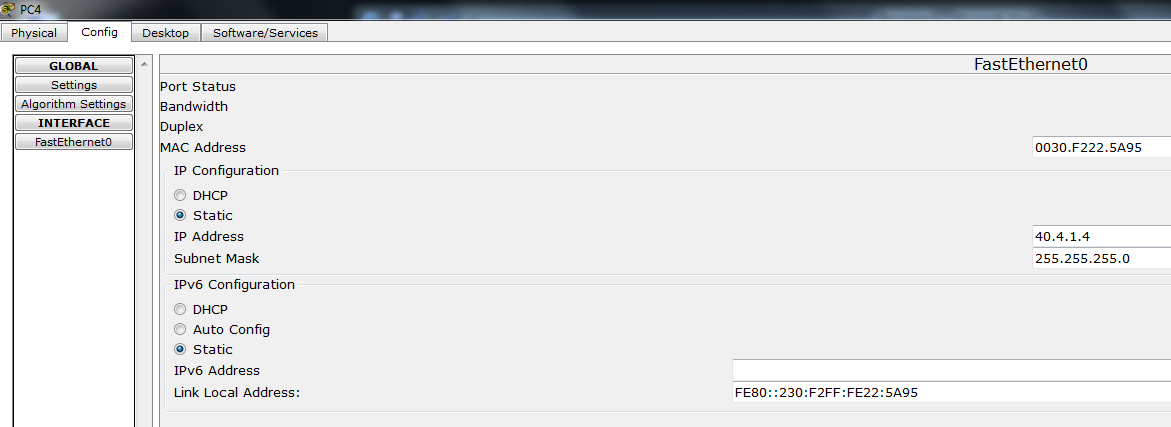 PC4
Physical Config Desktop Software/Services
GLOBAL
Settings
Algorithm Settings
INTERFACE
FastEthernet0
FastEthernet0
Port Status
Bandwidth
Duplex
MAC Address 0030.F222.5A95
IP Configuration
DHCP
Static
IP Address 40.4.1.4
Subnet Mask 255.255.255.0
IPv6 Configuration
DHCP
Auto Config
Static
IPv6 Address
Link Local Address: FE80::230:F2FF:FE22:5A95